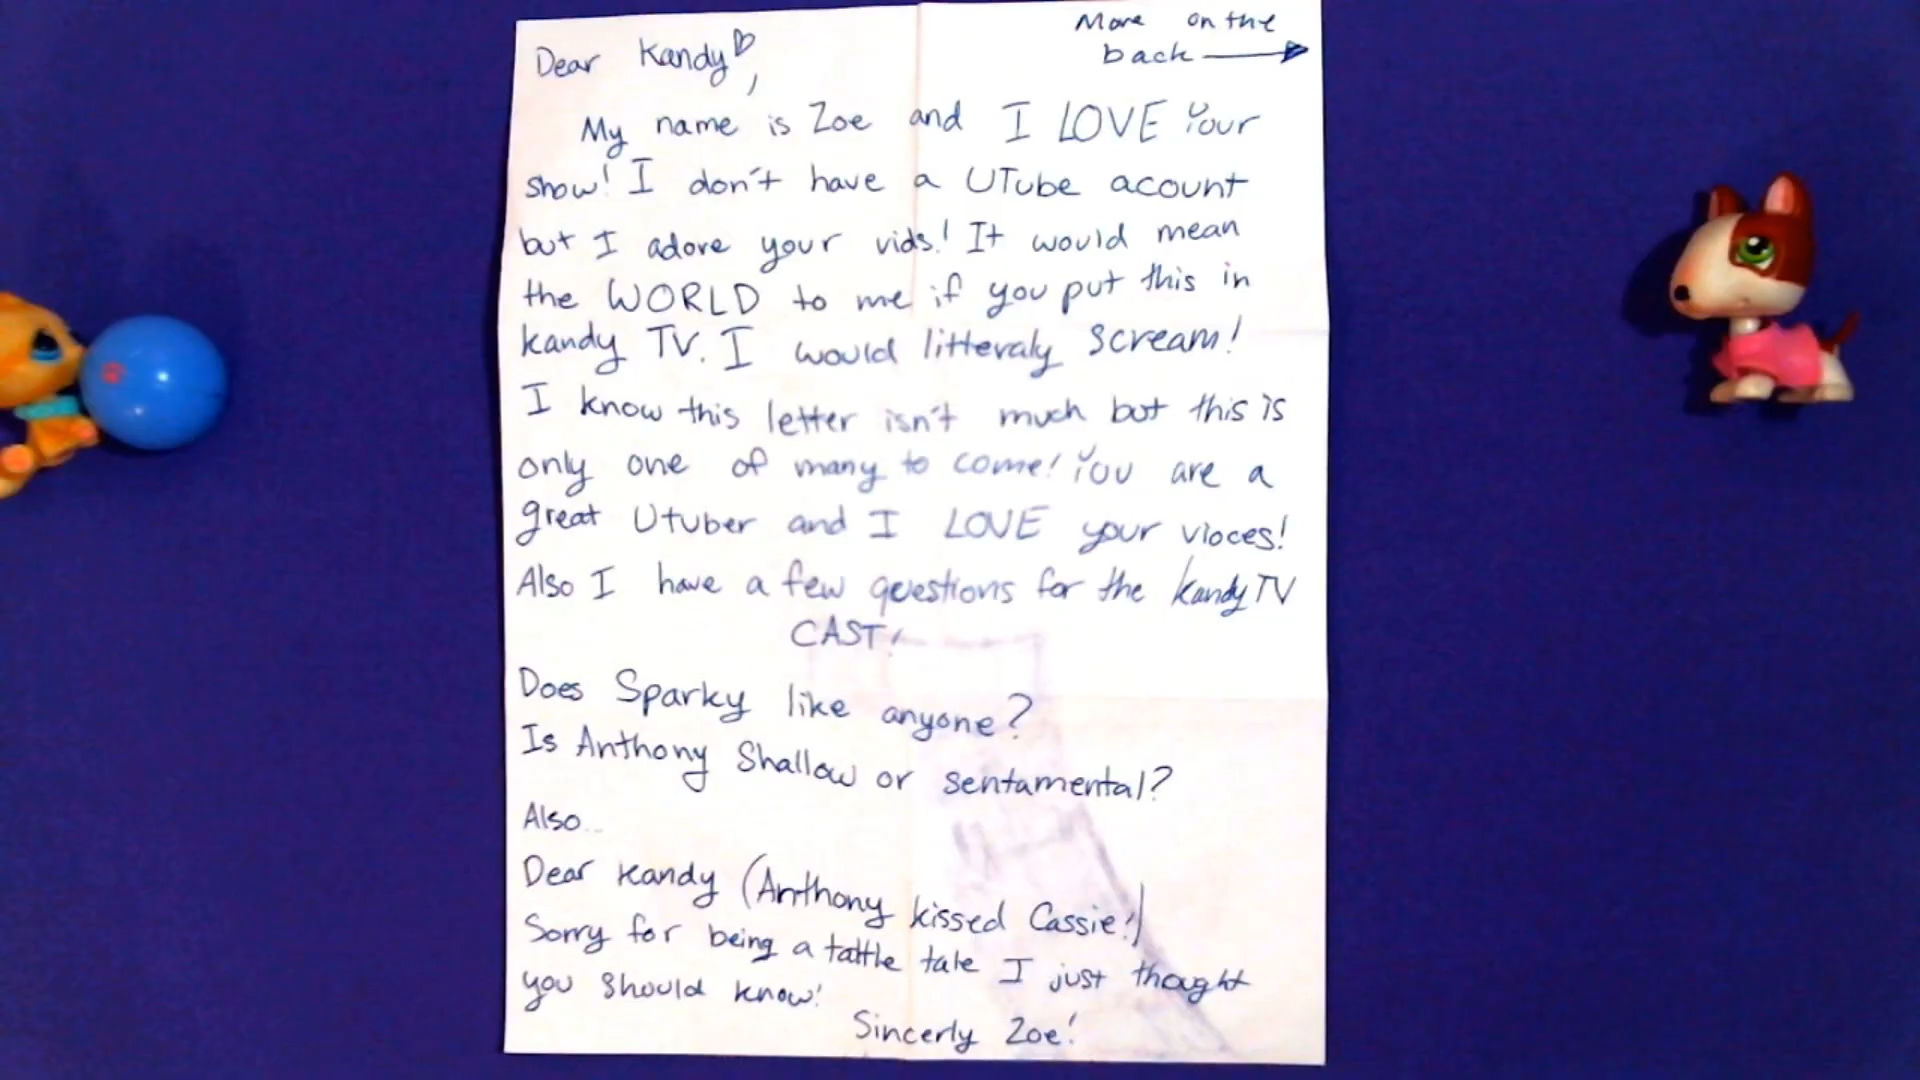 More on the
back
Dear Kandy♡,
My name is Zoe and I LOVE Your
show! I don't have a UTube acount
but I adore your vids! It would mean
the WORLD to me if you put this in
kandy TV. I would litteraly scream!
I know this letter isn't much but this is
only one of many to come! You are a
great Utuber and I LOVE your vioces!
Also I have a few questions for the kandy TV
CAST!
Does Sparky like anyone?
Is Anthony Shallow or sentamental?
Also...
Dear Kandy (Anthony kissed Cassie!)
Sorry for being a tattle tale I just thought
you should know!
Sincerly Zoe!